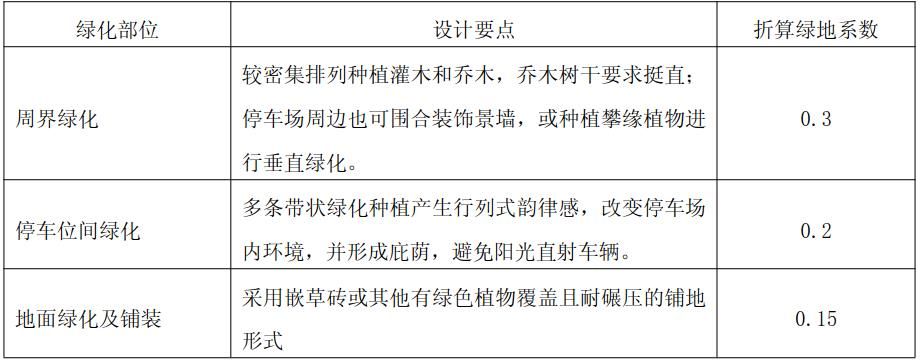 绿化部位 设计要点 折算绿地系数
较密集排列种植灌木和乔木，乔木树干要求挺直；
周界绿化 停车场周边也可围合装饰景墙，或种植攀缘植物进 0.3
行垂直绿化。
多条带状绿化种植产生行列式韵律感，改变停车场
停车位间绿化 0.2
内环境，并形成庇荫，避免阳光直射车辆。
采用嵌草砖或其他有绿色植物覆盖且耐碾压的铺地
地面绿化及铺装 0.15
形式